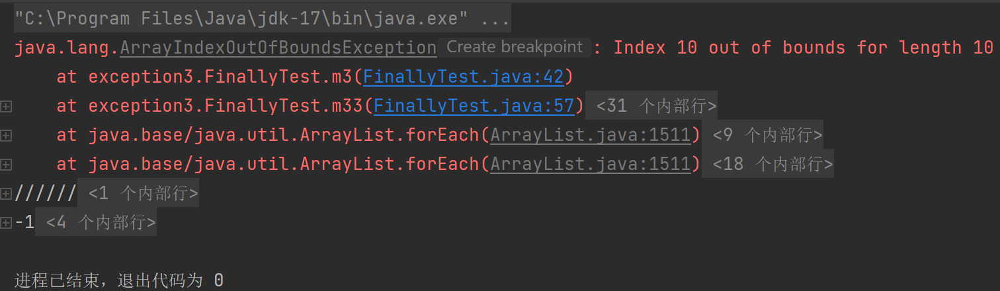 "C:\Program Files\Java\jdk-17\bin\java.exe" ...
java.lang.ArrayIndexOutOfBoundsException Create breakpoint : Index 10 out of bounds for length 10
at exception3.FinallyTest.m3(FinallyTest.java:42)
at exception3.FinallyTest.m33(FinallyTest.java:57) <31 个内部行>
at java.base/java.util.ArrayList.forEach(ArrayList.java:1511) <9 个内部行>
at java.base/java.util.ArrayList.forEach(ArrayList.java:1511) <18 个内部行>
////// <1 个内部行>
-1 <4 个内部行>
进程已结束，退出代码为 0